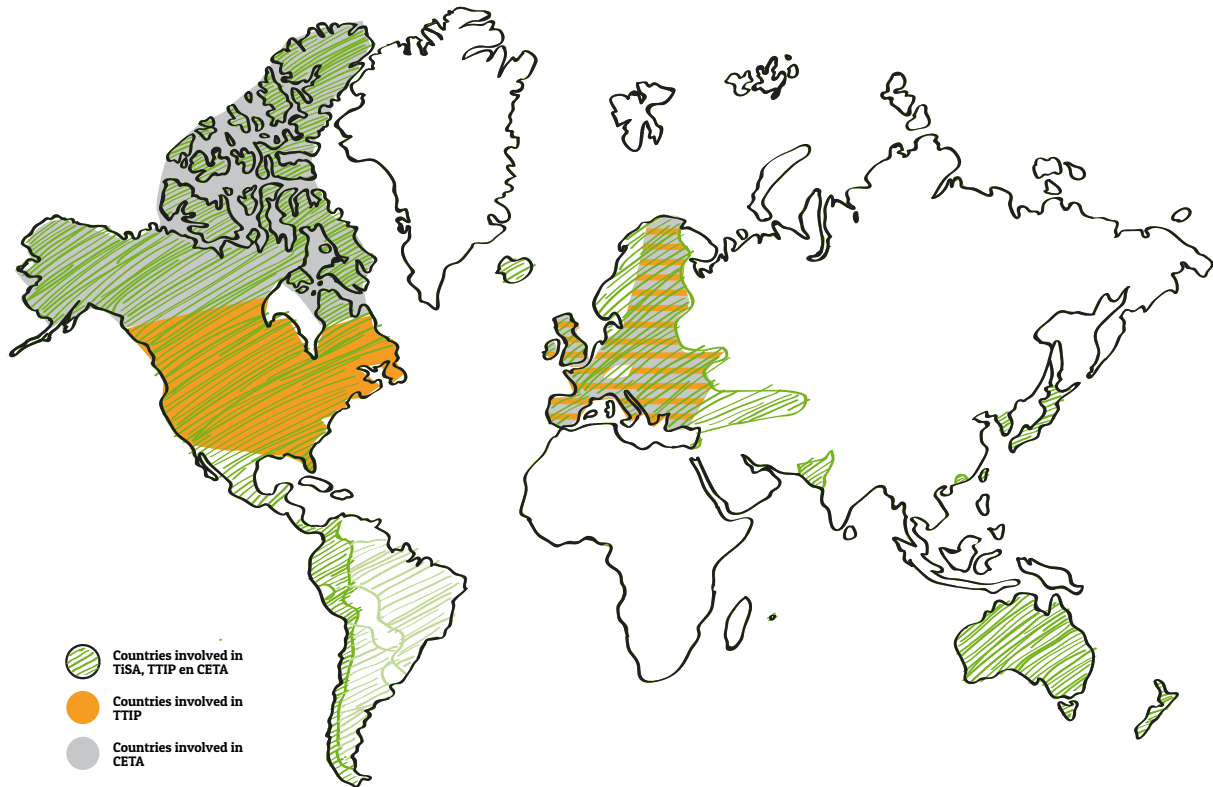 Countries involved in
TiSA, TTIP en CETA
Countries involved in
TTIP
Countries involved in
CETA